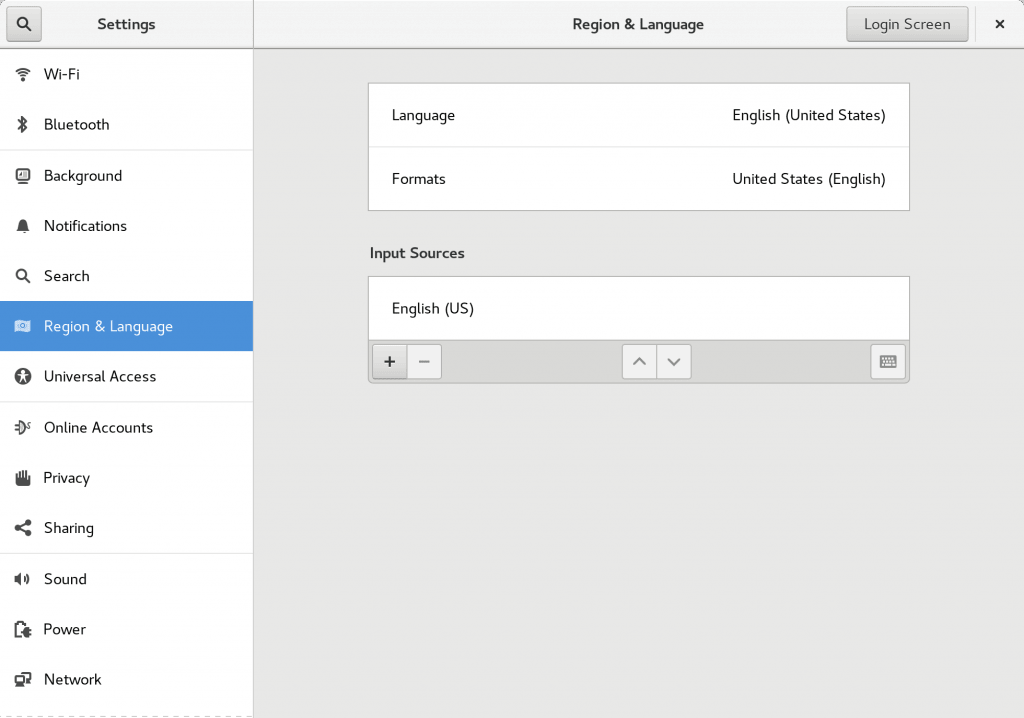 Settings
Region & Language
Login Screen
Wi-Fi
Bluetooth
Background
Notifications
Search
Region & Language
Universal Access
Online Accounts
Privacy
Sharing
Sound
Power
Network
Language English (United States)
Formats United States (English)
Input Sources
English (US)